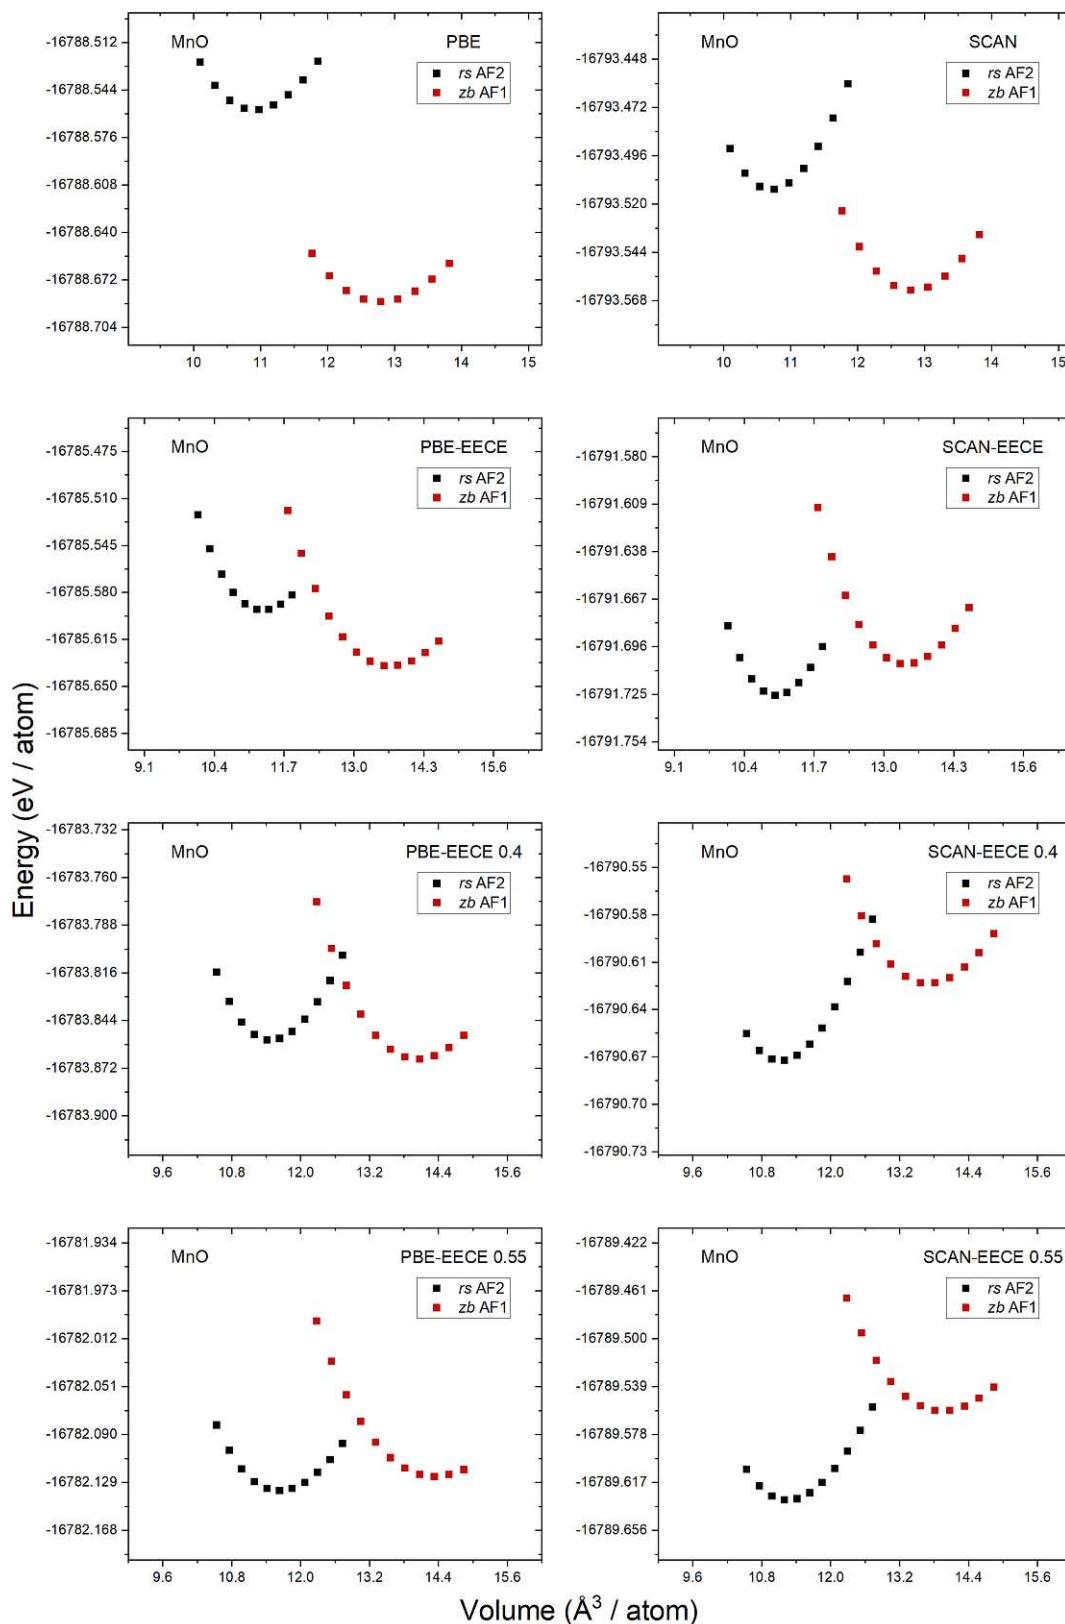 MnO PBE
rs AF2
zb AF1
-16788.512
-16788.544
-16788.576
-16788.608
-16788.640
-16788.672
-16788.704
10 11 12 13 14 15
MnO SCAN
rs AF2
zb AF1
-16793.448
-16793.472
-16793.496
-16793.520
-16793.544
-16793.568
10 11 12 13 14 15
MnO PBE-EECE
rs AF2
zb AF1
-16785.475
-16785.510
-16785.545
-16785.580
-16785.615
-16785.650
-16785.685
9.1 10.4 11.7 13.0 14.3 15.6
MnO SCAN-EECE
rs AF2
zb AF1
-16791.580
-16791.609
-16791.638
-16791.667
-16791.696
-16791.725
-16791.754
9.1 10.4 11.7 13.0 14.3 15.6
Energy (eV / atom)
MnO PBE-EECE 0.4
rs AF2
zb AF1
-16783.732
-16783.760
-16783.788
-16783.816
-16783.844
-16783.872
-16783.900
9.6 10.8 12.0 13.2 14.4 15.6
MnO SCAN-EECE 0.4
rs AF2
zb AF1
-16790.55
-16790.58
-16790.61
-16790.64
-16790.67
-16790.70
-16790.73
9.6 10.8 12.0 13.2 14.4 15.6
MnO PBE-EECE 0.55
rs AF2
zb AF1
-16781.934
-16781.973
-16782.012
-16782.051
-16782.090
-16782.129
-16782.168
9.6 10.8 12.0 13.2 14.4 15.6
MnO SCAN-EECE 0.55
rs AF2
zb AF1
-16789.422
-16789.461
-16789.500
-16789.539
-16789.578
-16789.617
-16789.656
9.6 10.8 12.0 13.2 14.4 15.6
Volume (Å³ / atom)